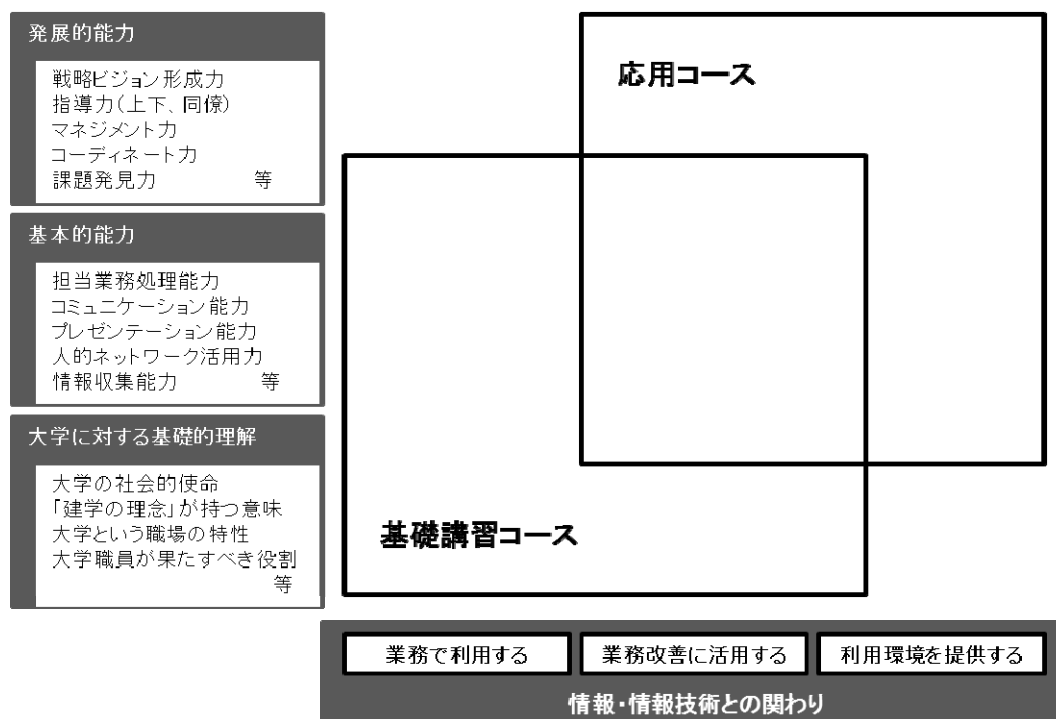 発展的能力
戦略ビジョン形成力
指導力(上下、同僚)
マネジメント力
コーディネート力
課題発見力 等
基本的能力
担当業務処理能力
コミュニケーション能力
プレゼンテーション能力
人的ネットワーク活用力
情報収集能力 等
大学に対する基礎的理解
大学の社会的使命
「建学の理念」が持つ意味
大学という職場の特性
大学職員が果たすべき役割
等
応用コース
基礎講習コース
業務で利用する
業務改善に活用する
利用環境を提供する
情報・情報技術との関わり